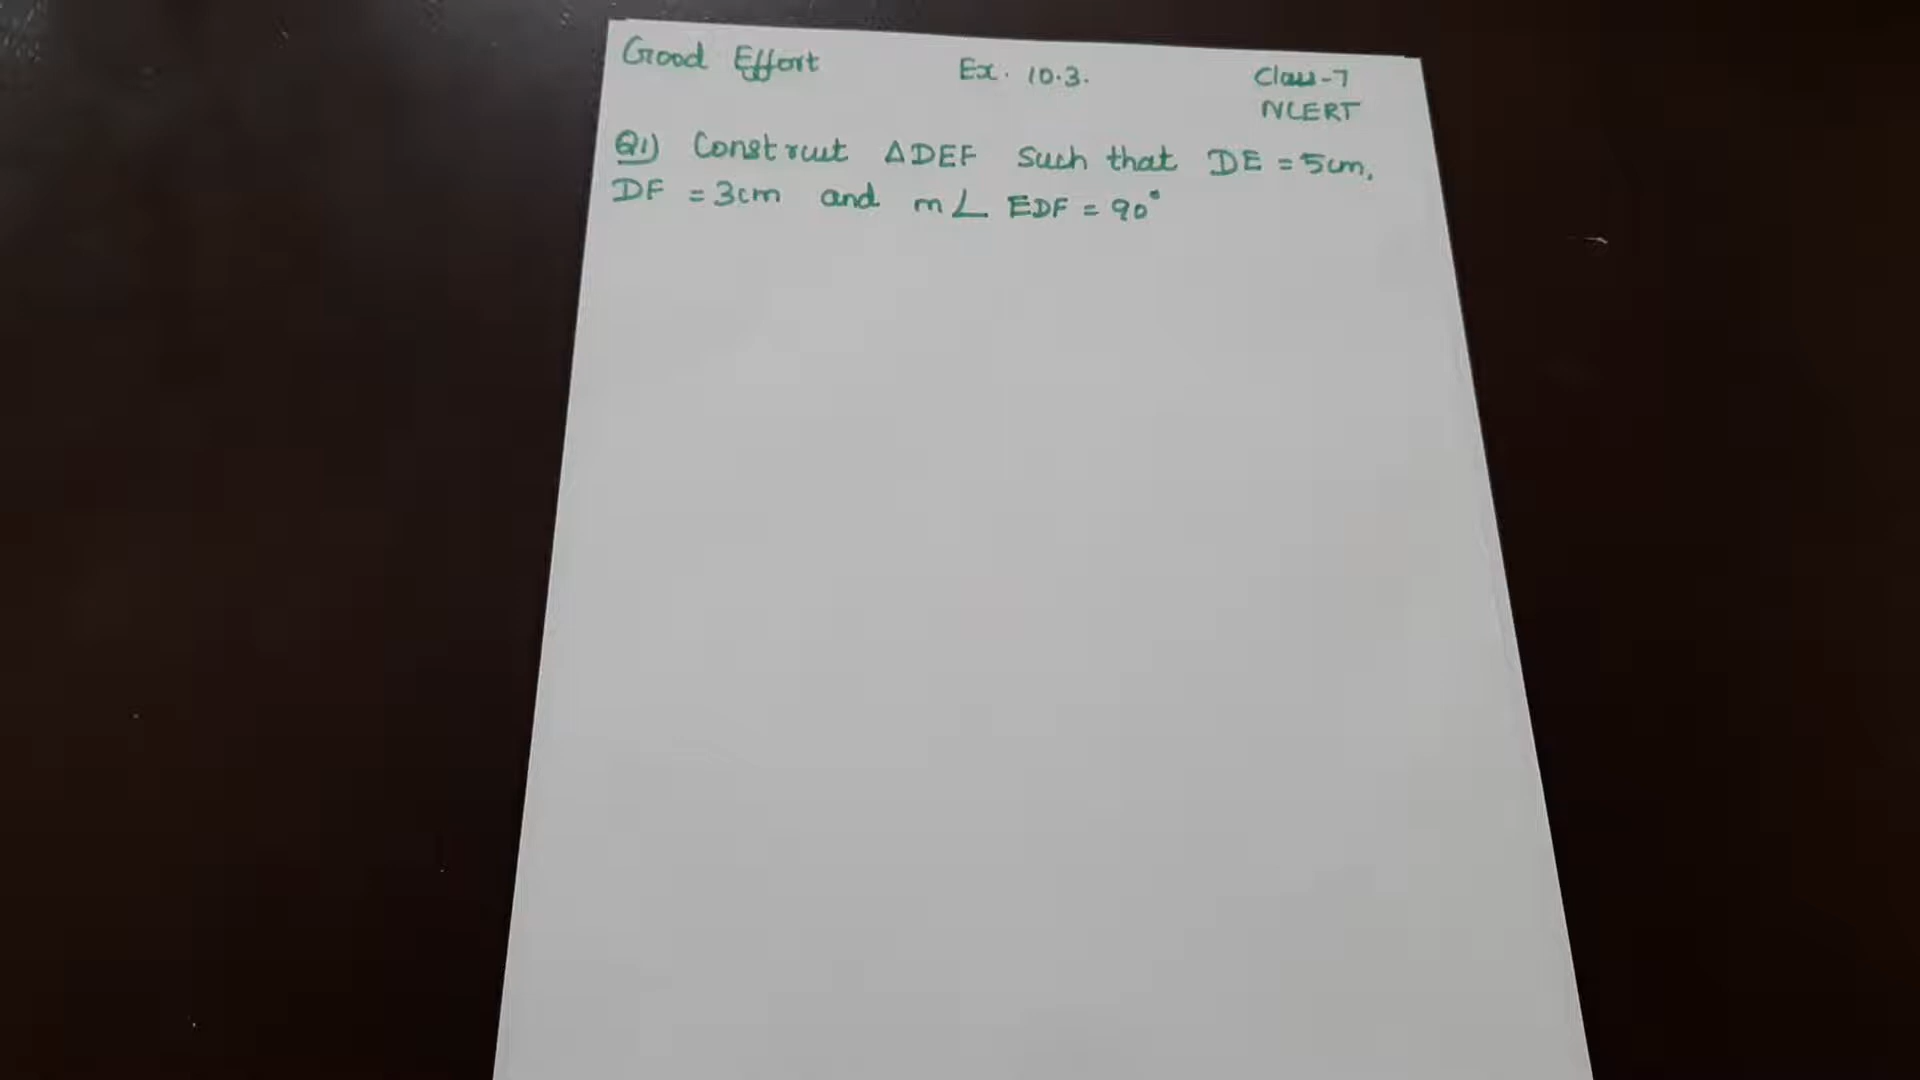 Good Effort Ex. 10.3. Class-7
NCERT
Q1) Construct ∆DEF such that DE = 5cm,
DF = 3cm and m∠ EDF = 90°